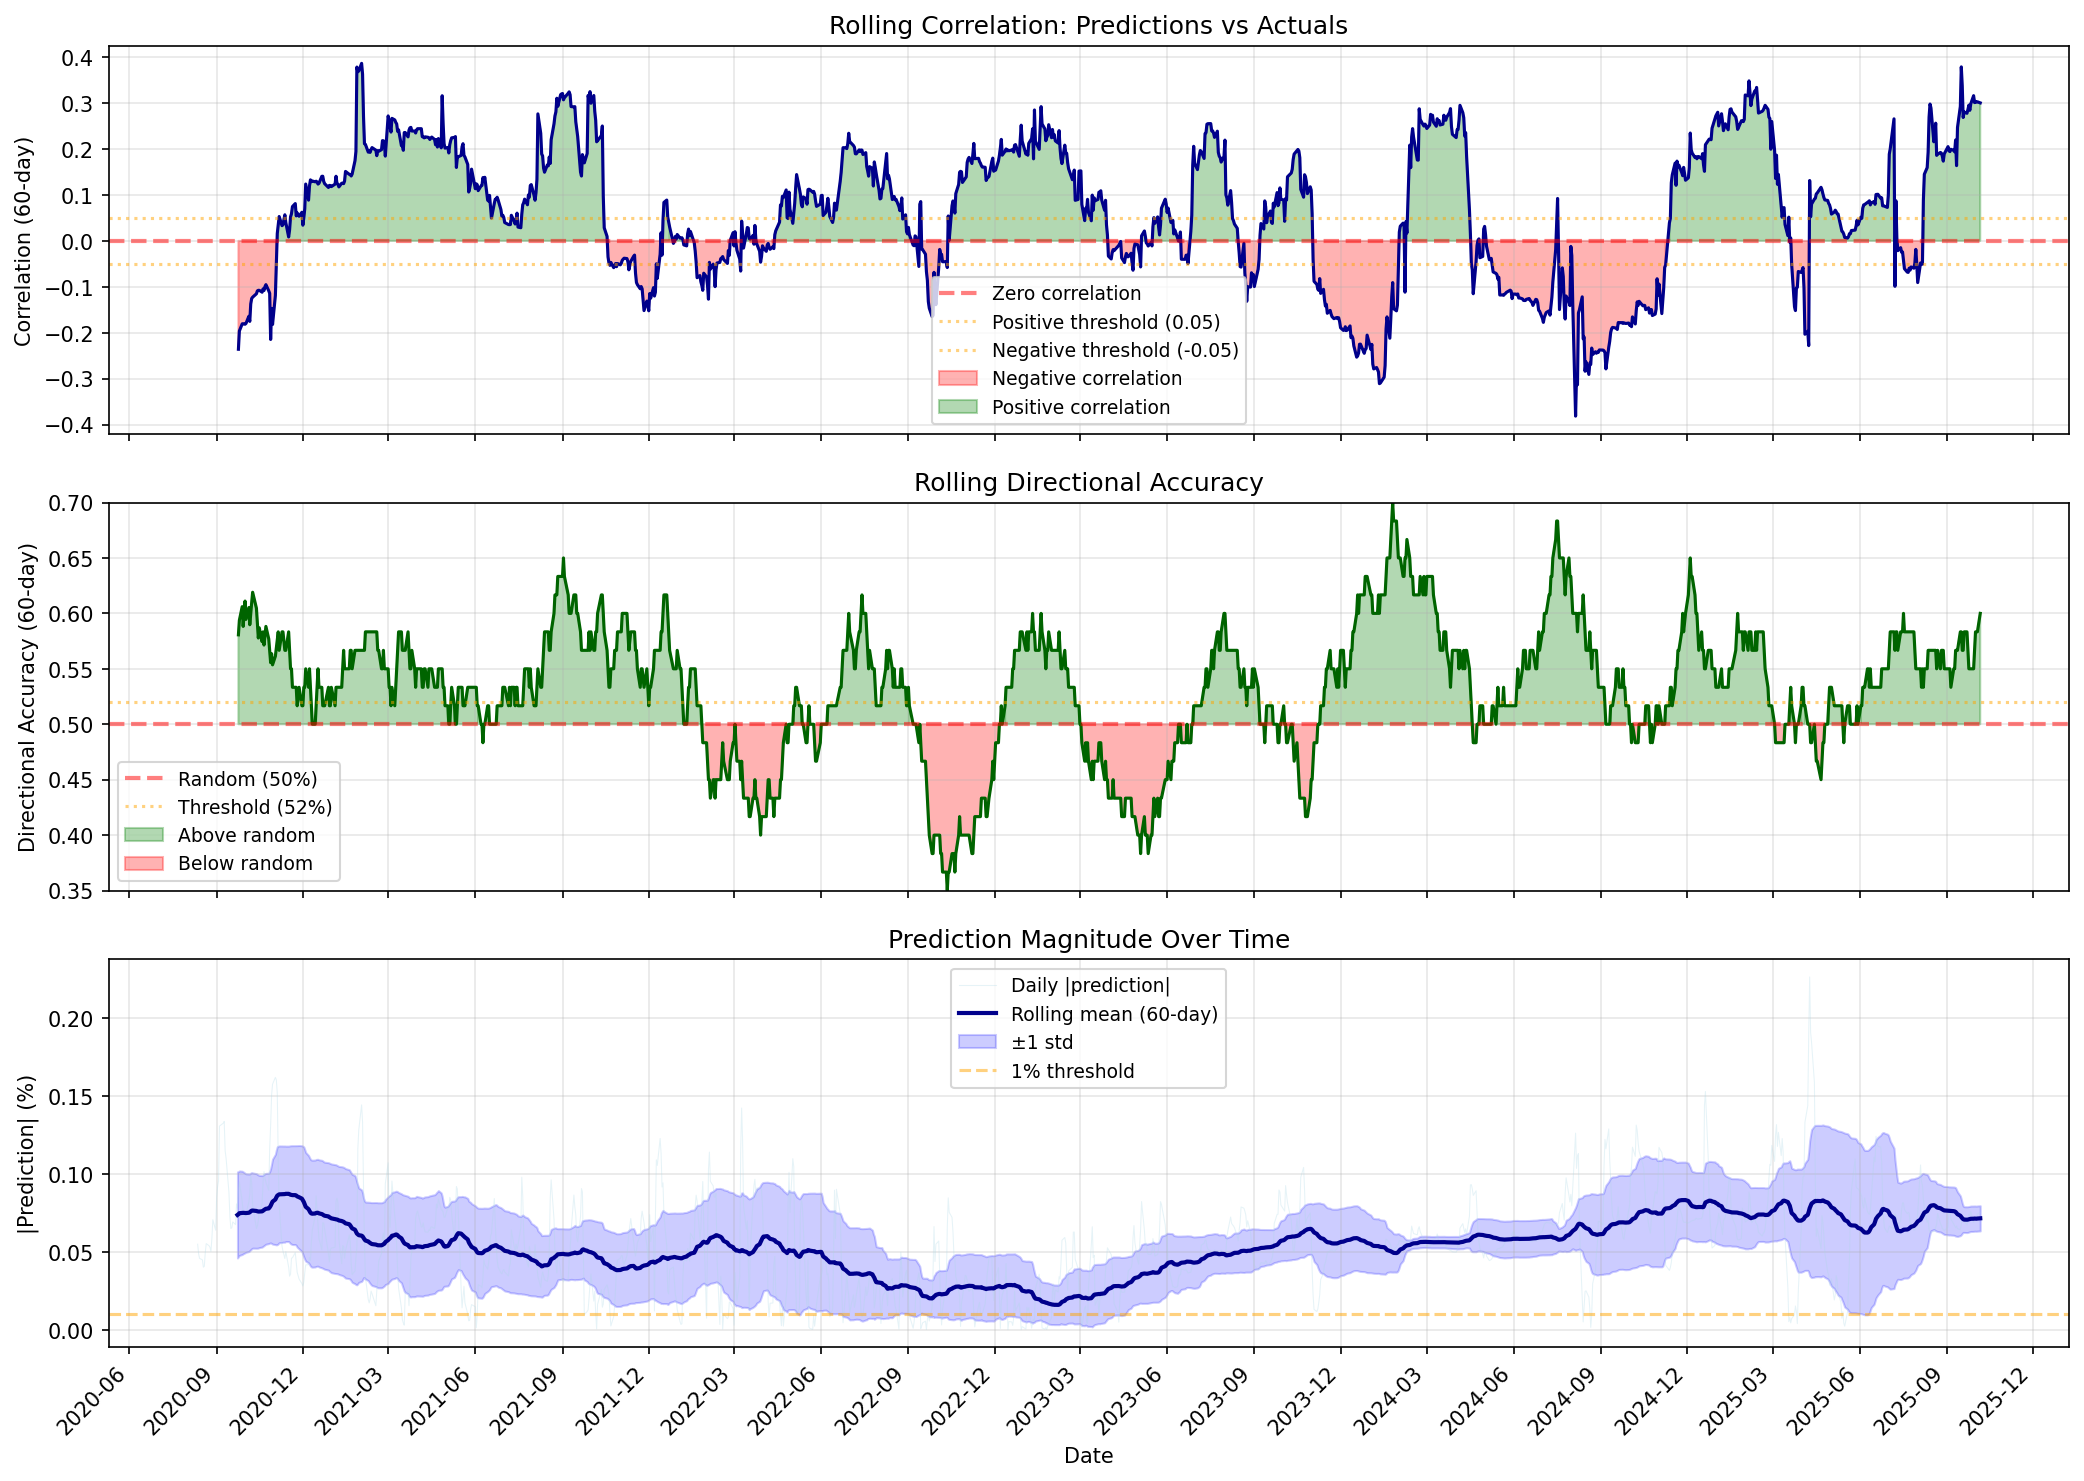 Rolling Correlation: Predictions vs Actuals
Correlation (60-day)
0.4
0.3
0.2
0.1
0.0
−0.1
−0.2
−0.3
−0.4
Zero correlation
Positive threshold (0.05)
Negative threshold (-0.05)
Negative correlation
Positive correlation
Rolling Directional Accuracy
Directional Accuracy (60-day)
0.70
0.65
0.60
0.55
0.50
0.45
0.40
0.35
Random (50%)
Threshold (52%)
Above random
Below random
Prediction Magnitude Over Time
|Prediction| (%)
0.20
0.15
0.10
0.05
0.00
Daily |prediction|
Rolling mean (60-day)
±1 std
1% threshold
2020-06
2020-09
2020-12
2021-03
2021-06
2021-09
2021-12
2022-03
2022-06
2022-09
2022-12
2023-03
2023-06
2023-09
2023-12
2024-03
2024-06
2024-09
2024-12
2025-03
2025-06
2025-09
2025-12
Date